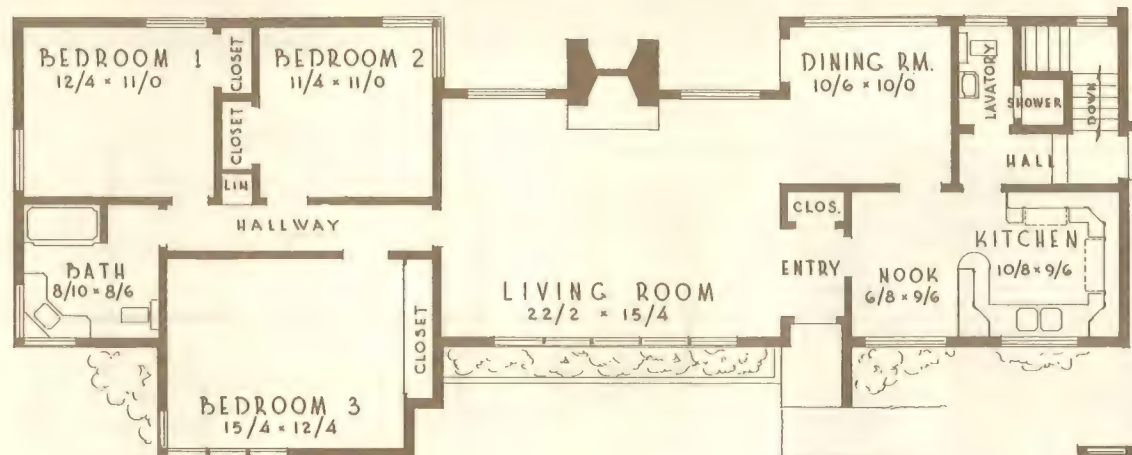 BEDROOM 1
12/4 × 11/0
CLOSET
BEDROOM 2
11/4 × 11/0
CLOSET
LIN
DINING RM.
10/6 × 10/0
LAVATORY
SHOWER
DOWN
HALL
HALLWAY
CLOS.
KITCHEN
10/8 × 9/6
BATH
8/10 × 8/6
LIVING ROOM
22/2 × 15/4
ENTRY
NOOK
6/8 × 9/6
CLOSET
BEDROOM 3
15/4 × 12/4